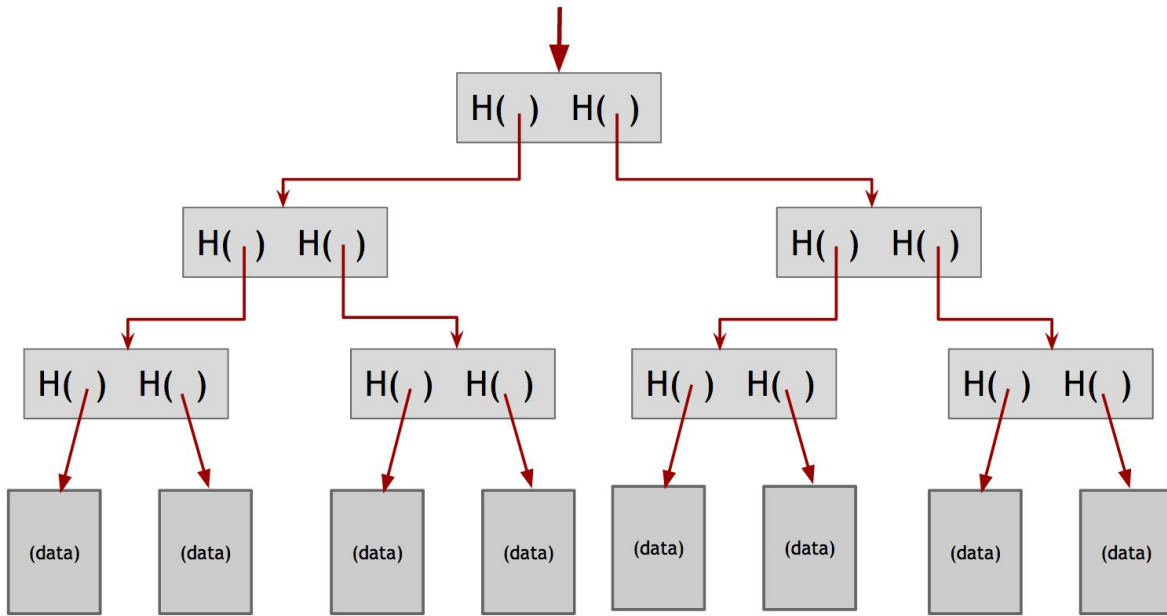 H( ) H( )
H( ) H( ) H( ) H( )
H( ) H( ) H( ) H( ) H( ) H( ) H( ) H( )
(data) (data) (data) (data) (data) (data) (data) (data)